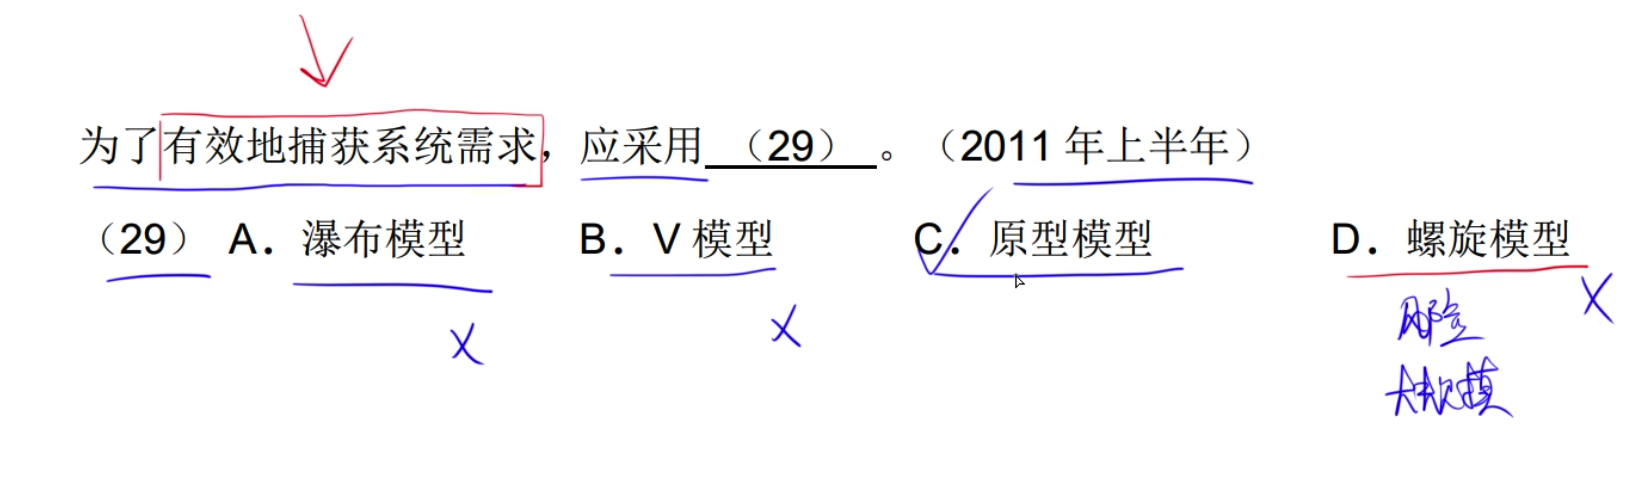 为了有效地捕获系统需求，应采用 （29） 。（2011 年上半年）
（29） A．瀑布模型 B．V 模型 C．原型模型 D．螺旋模型
大规模